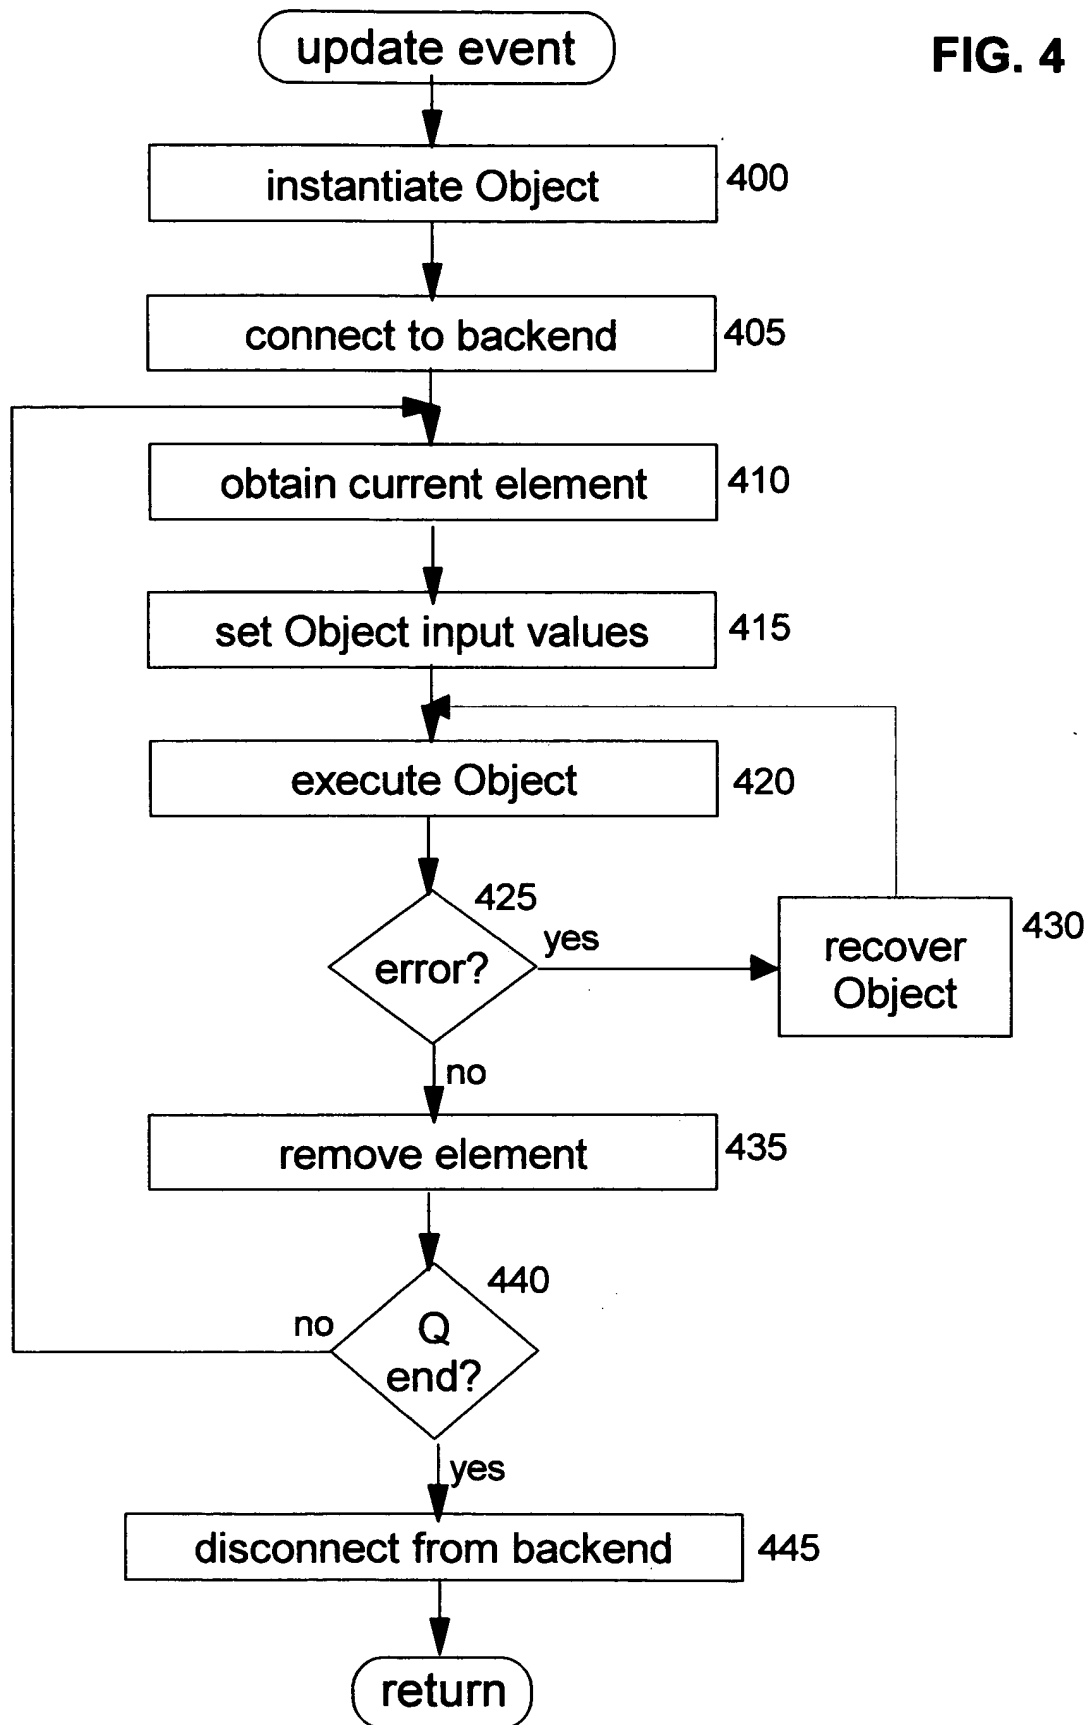 update event
FIG. 4
instantiate Object
400
connect to backend
405
obtain current element
410
set Object input values
415
execute Object
420
425
error?
yes
recover
Object
430
no
remove element
435
440
Q
end?
no
yes
disconnect from backend
445
return